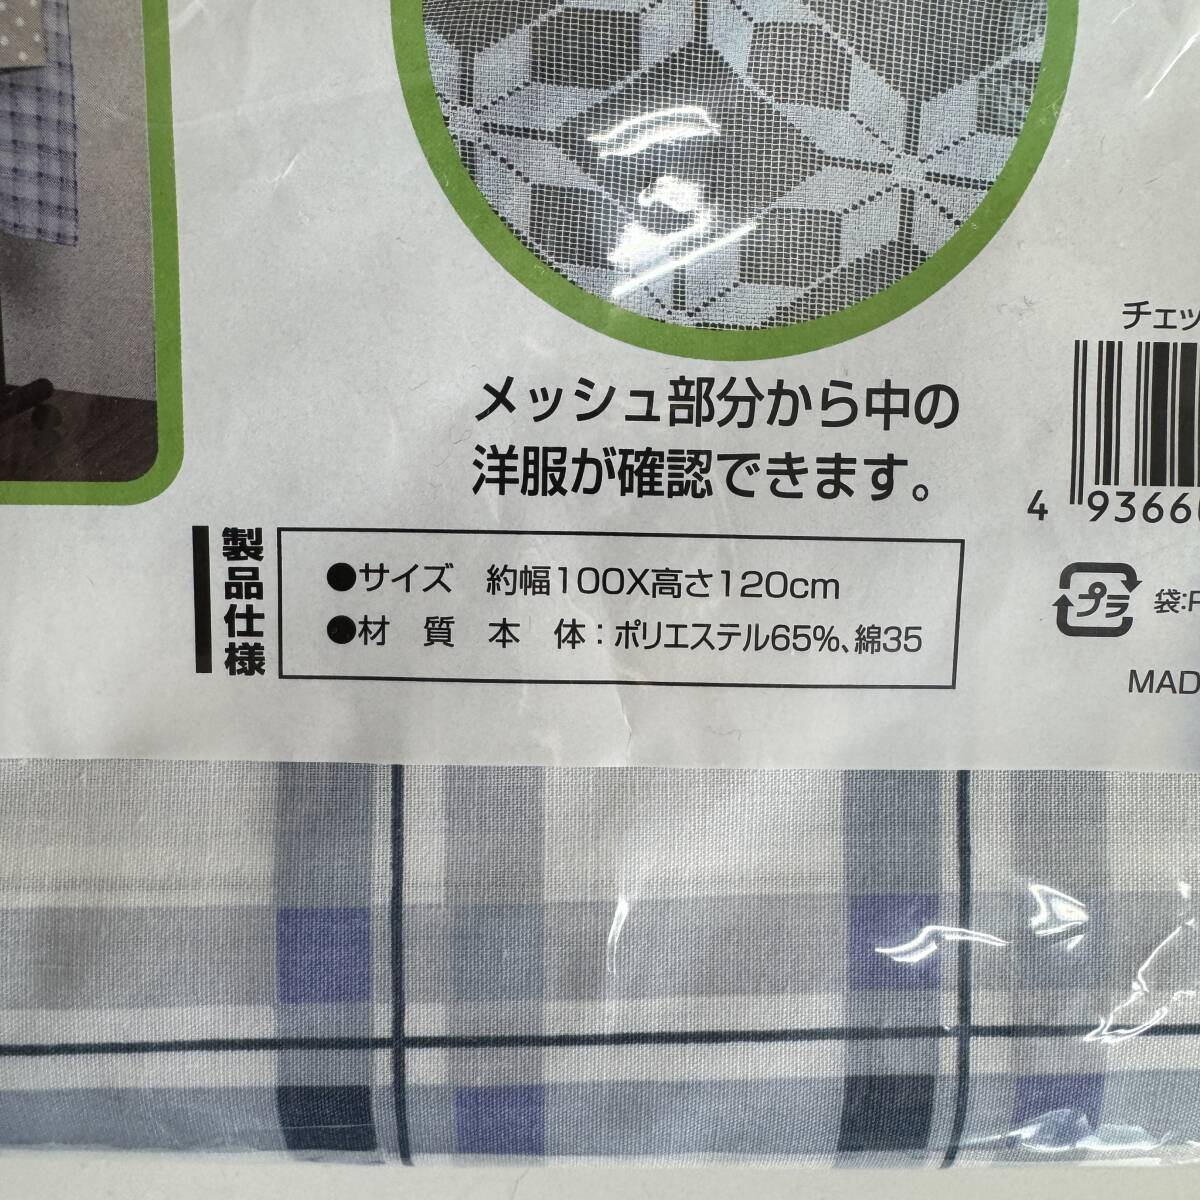 メッシュ部分から中の
洋服が確認できます。
チェッ
4 93660
製品仕様
●サイズ 約幅100X高さ120cm
●材 質 本 体：ポリエステル65%、綿35
プラ
袋:P
MAD